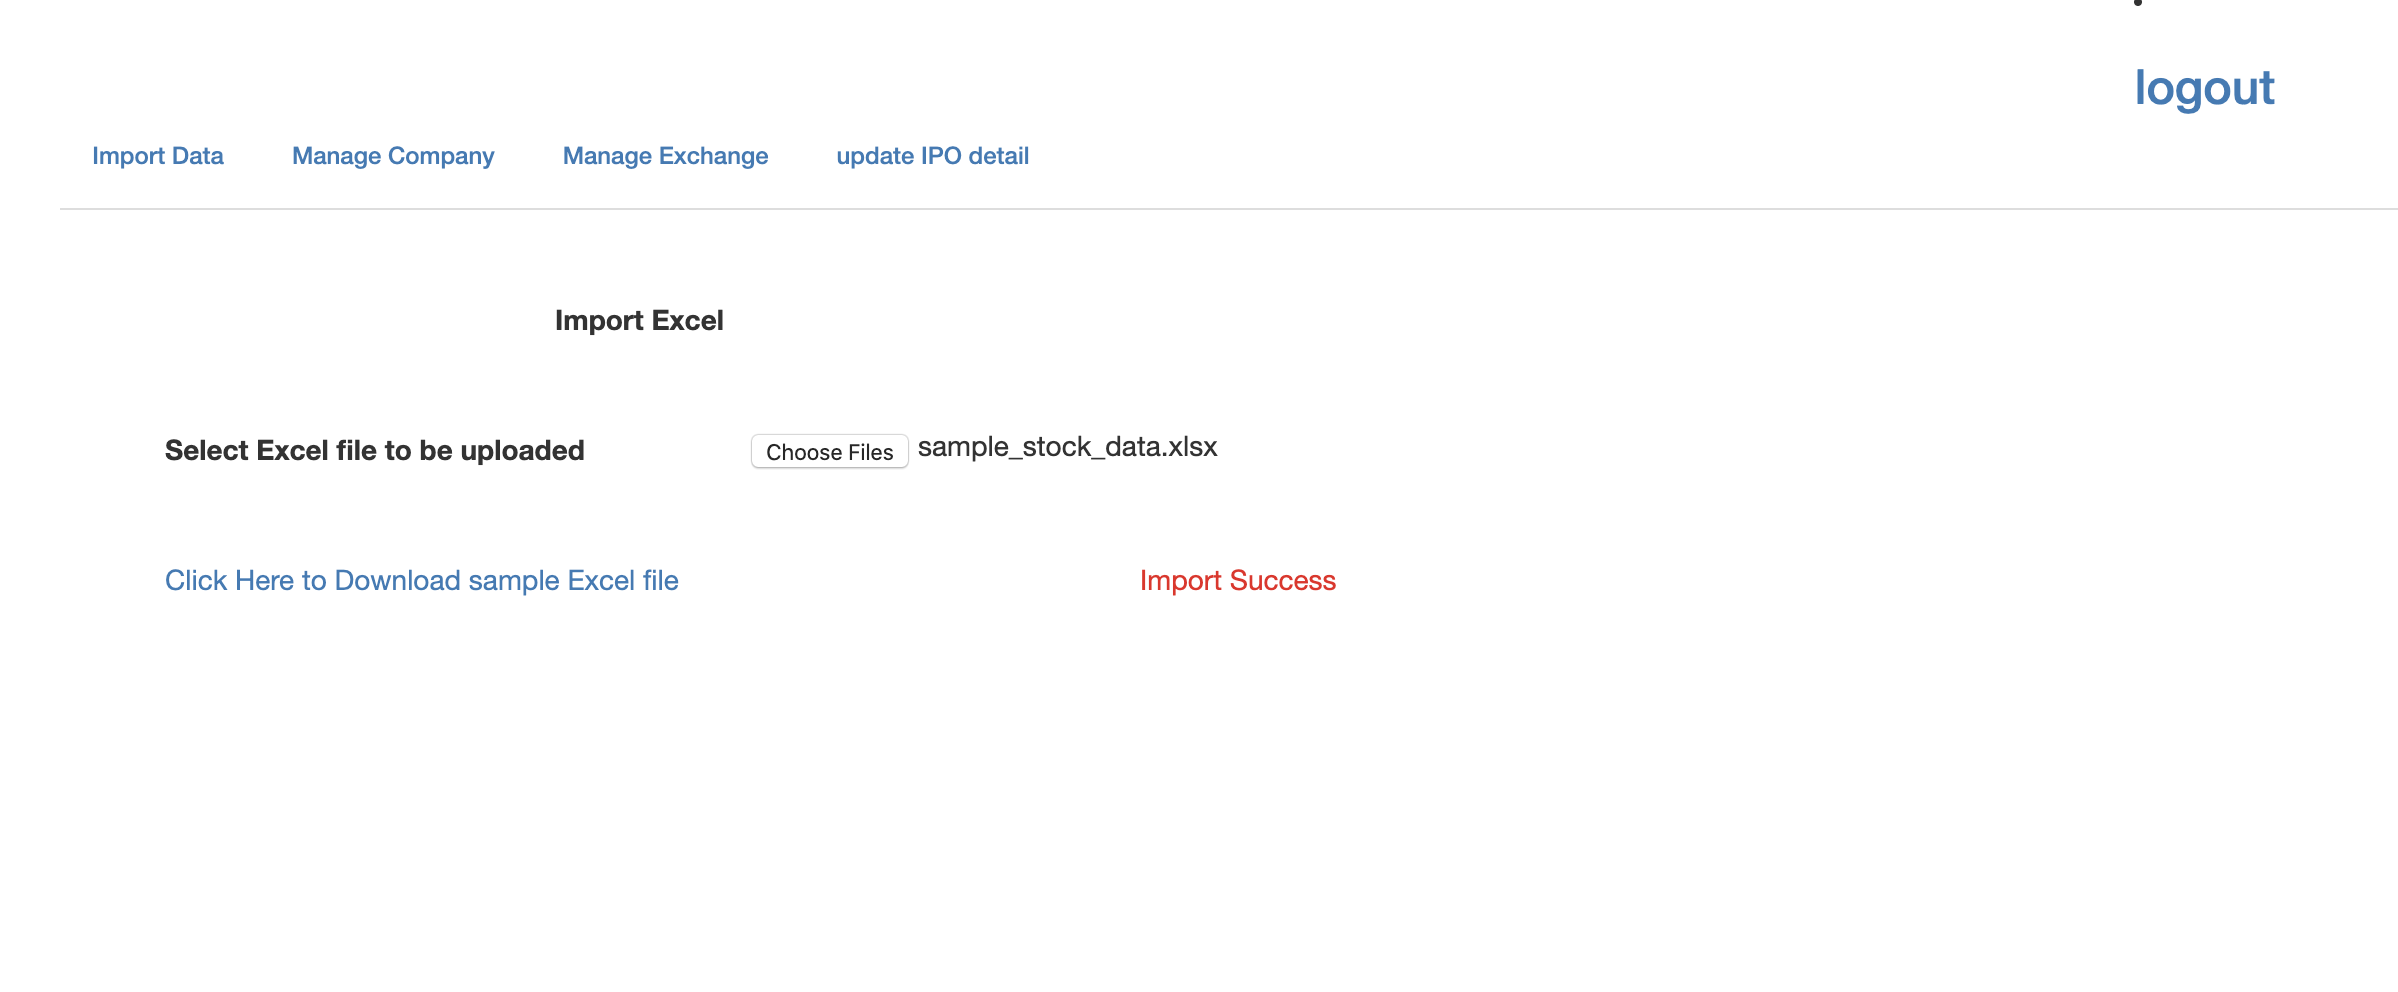 logout
Import Data Manage Company Manage Exchange update IPO detail
Import Excel
Select Excel file to be uploaded Choose Files sample_stock_data.xlsx
Click Here to Download sample Excel file Import Success